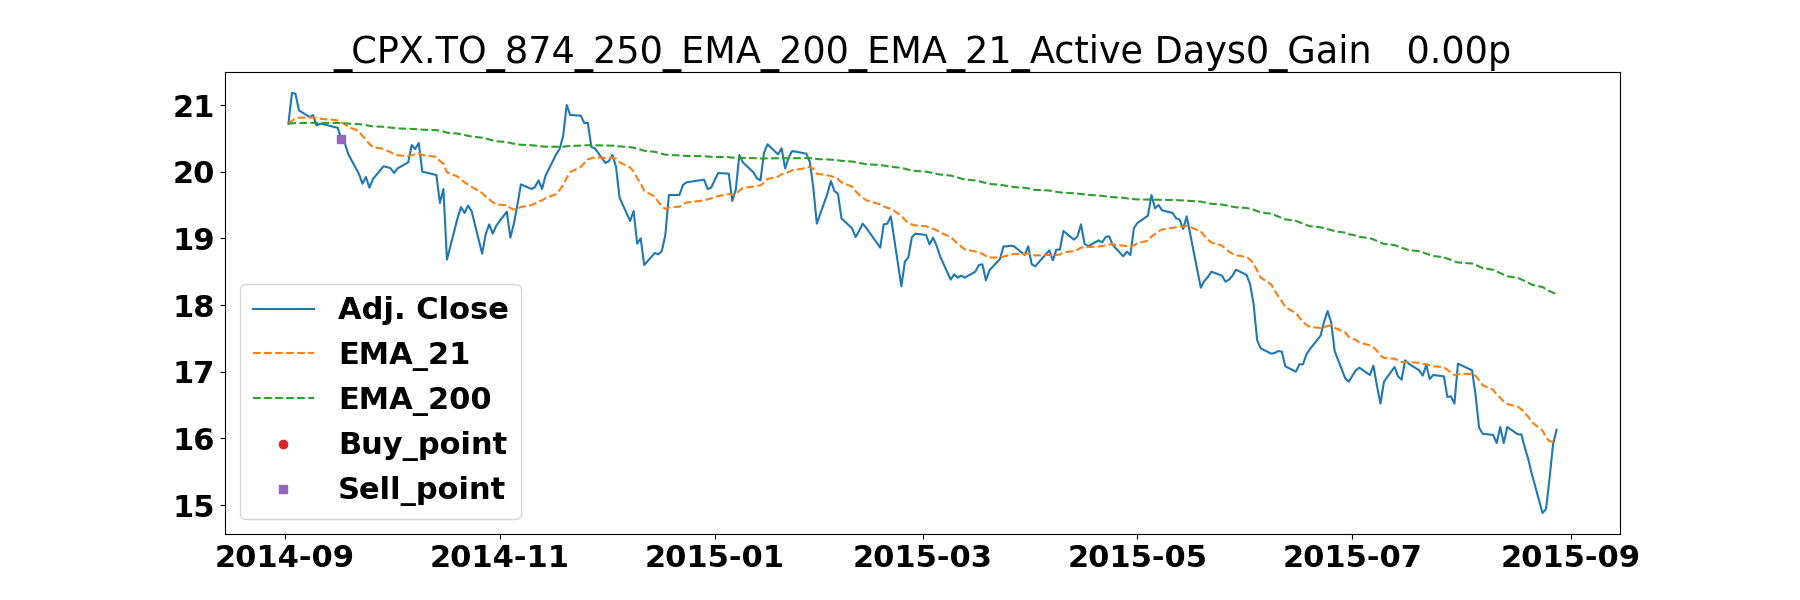 _CPX.TO_874_250_EMA_200_EMA_21_Active Days0_Gain   0.00p
21
20
19
18
17
16
15
Adj. Close
EMA_21
EMA_200
Buy_point
Sell_point
2014-09 2014-11 2015-01 2015-03 2015-05 2015-07 2015-09